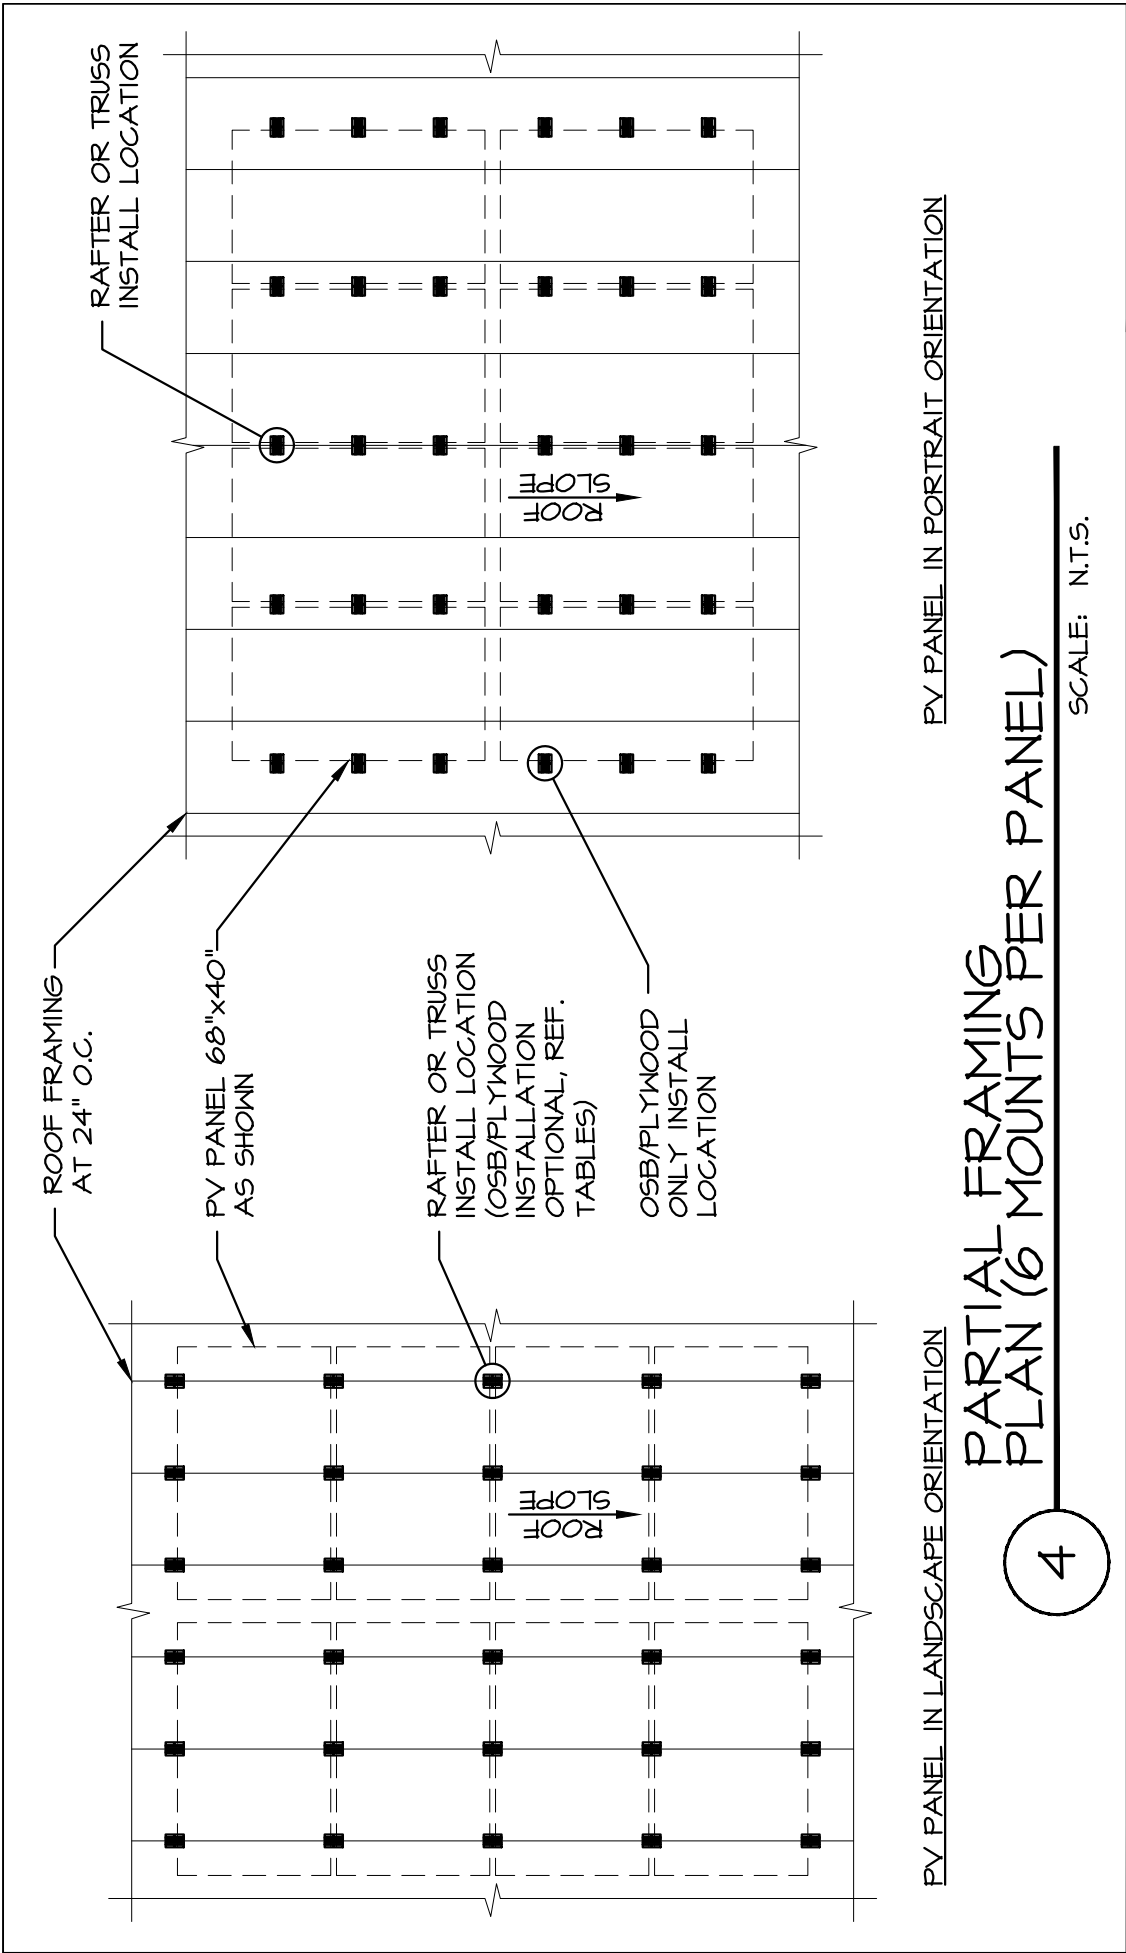 ROOF FRAMING
AT 24" O.C.
PV PANEL 68"x40"
AS SHOWN
RAFTER OR TRUSS
INSTALL LOCATION
(OSB/PLYWOOD
INSTALLATION
OPTIONAL, REF.
TABLES)
OSB/PLYWOOD
ONLY INSTALL
LOCATION
RAFTER OR TRUSS
INSTALL LOCATION
ROOF
SLOPE
ROOF
SLOPE
PV PANEL IN LANDSCAPE ORIENTATION
PV PANEL IN PORTRAIT ORIENTATION
4
PARTIAL FRAMING
PLAN (6 MOUNTS PER PANEL)
SCALE: N.T.S.